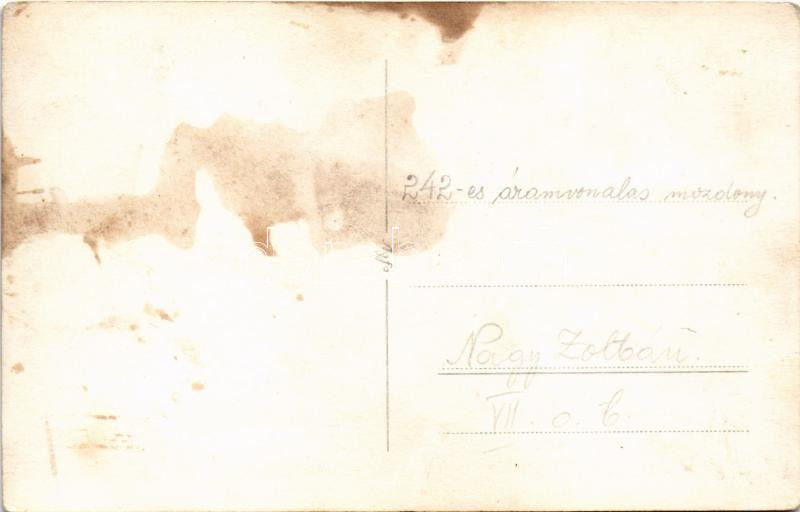 242-es áramvonalas mozdony.
Nagy Zoltán.
VII. o. C.